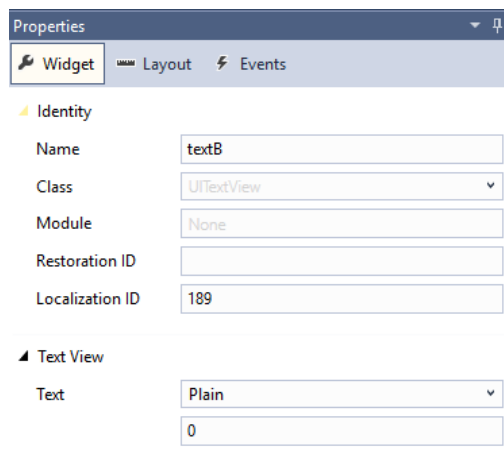 Properties
Widget Layout Events
Identity
Name textB
Class UITextView
Module None
Restoration ID
Localization ID 189
Text View
Text Plain
0